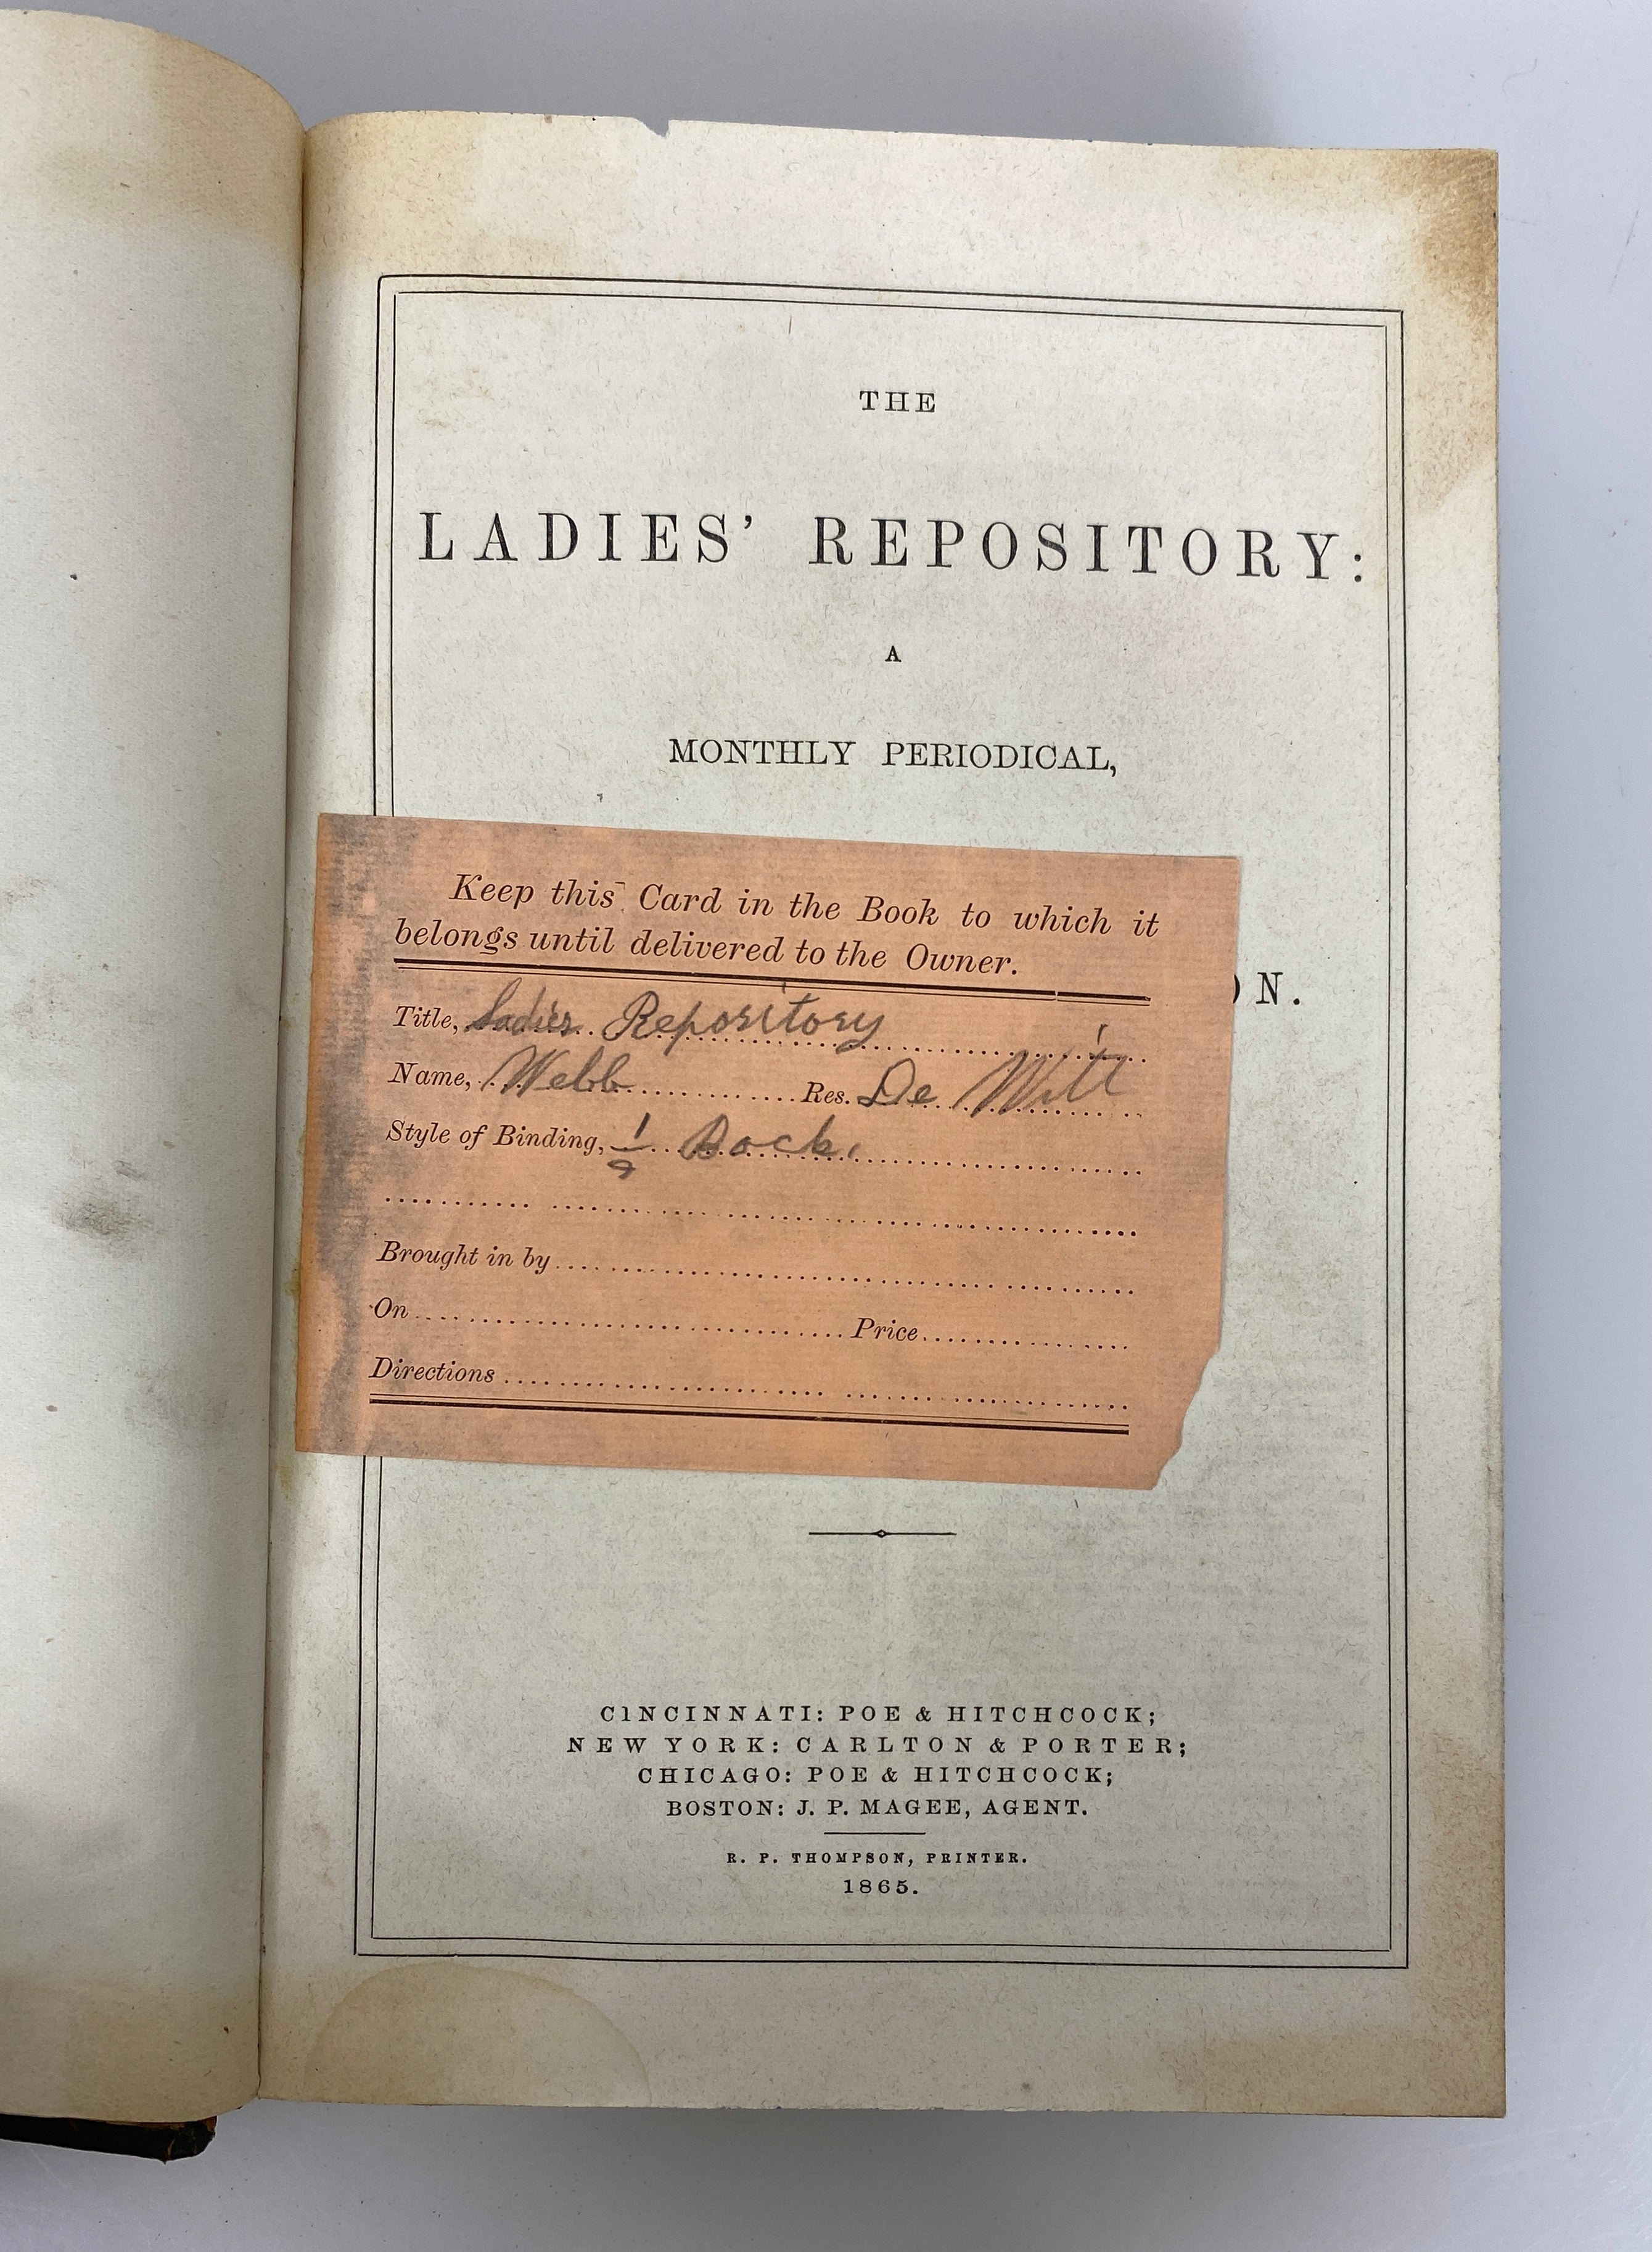 THE
LADIES' REPOSITORY:
A
MONTHLY PERIODICAL,
Keep this Card in the Book to which it
belongs until delivered to the Owner.
ON.
Title, Ladies Repository
Name, Webb Res. De Witt
Style of Binding, 1/2
Brought in by
On Price
Directions
CINCINNATI: POE & HITCHCOCK;
NEW YORK: CARLTON & PORTER;
CHICAGO: POE & HITCHCOCK;
BOSTON: J. P. MAGEE, AGENT.
R. P. THOMPSON, PRINTER.
1865.